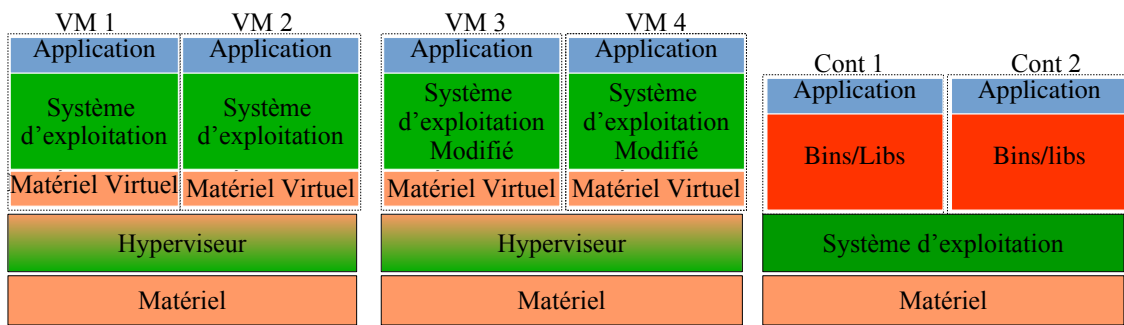 VM 1
VM 2
Application
Application
Système
d'exploitation
Système
d'exploitation
Matériel Virtuel
Matériel Virtuel
Hyperviseur
Matériel
VM 3
VM 4
Application
Application
Système
d'exploitation
Modifié
Système
d'exploitation
Modifié
Matériel Virtuel
Matériel Virtuel
Hyperviseur
Matériel
Cont 1
Cont 2
Application
Application
Bins/Libs
Bins/libs
Système d'exploitation
Matériel